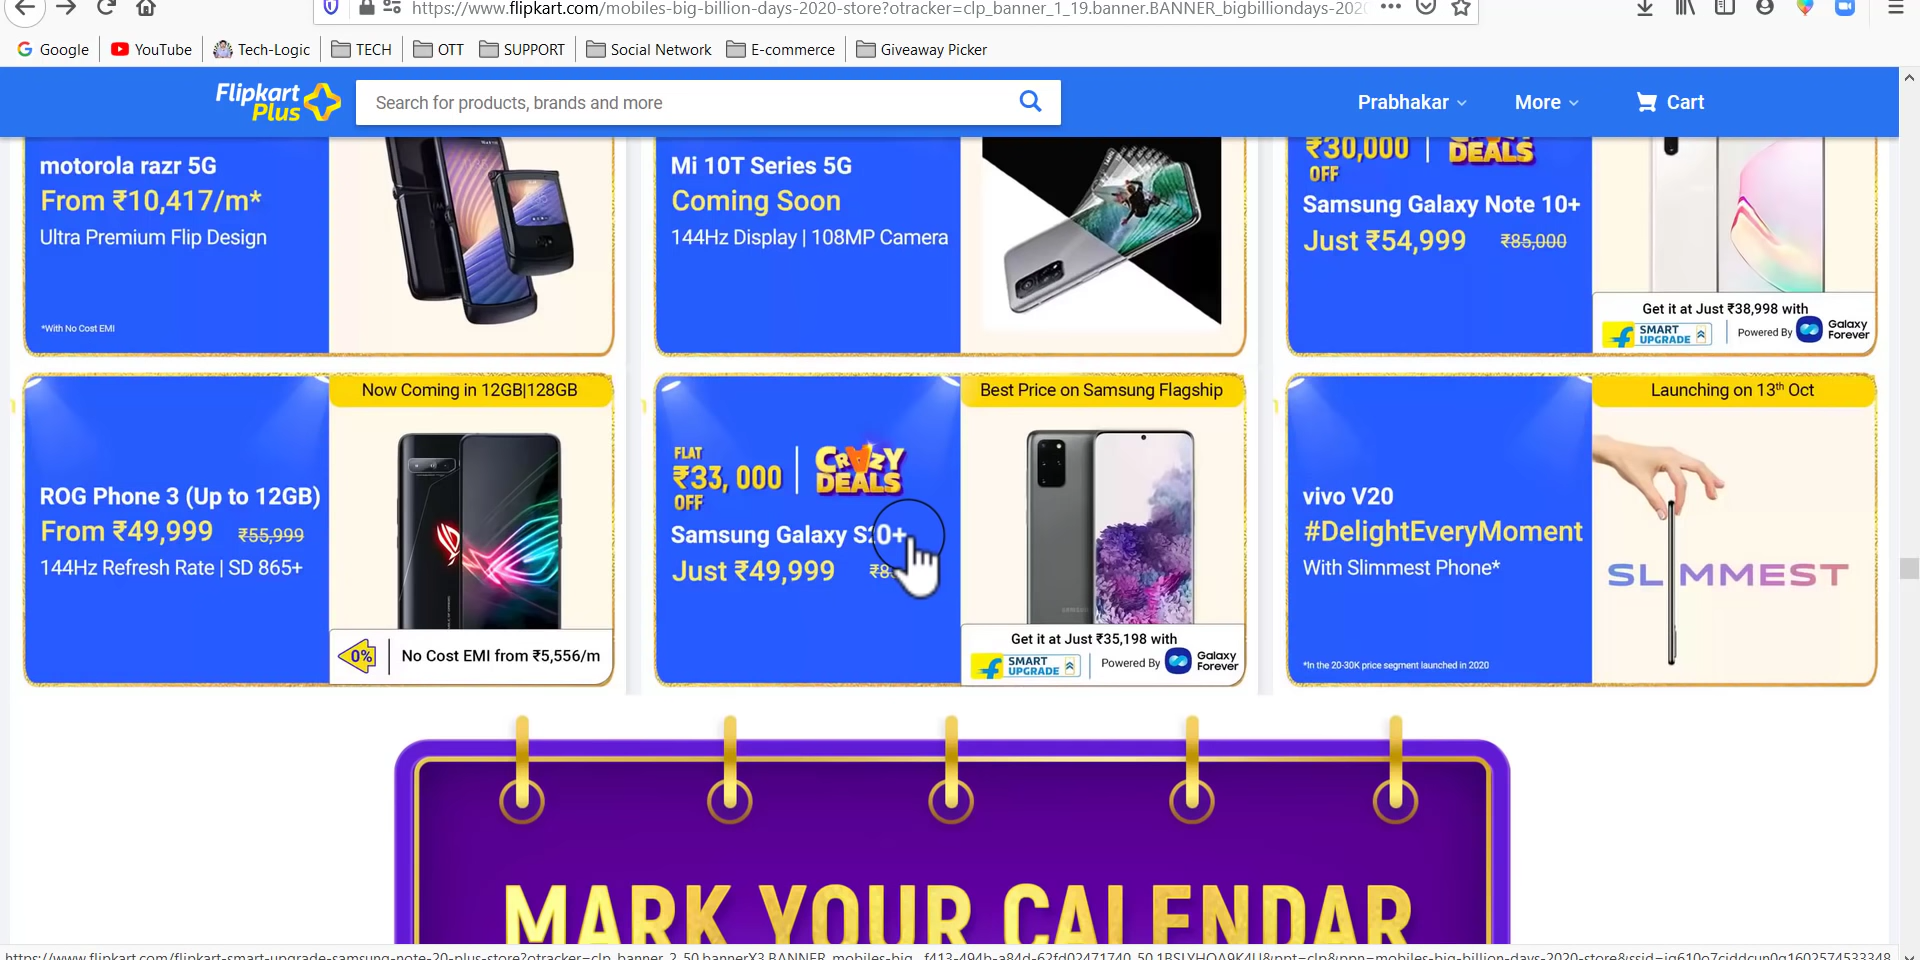 https://www.flipkart.com/mobiles-big-billion-days-2020-store?otracker=clp_banner_1_19.banner.BANNER_bigbilliondays-202
Google YouTube Tech-Logic TECH OTT SUPPORT Social Network E-commerce Giveaway Picker
Flipkart
Plus
Search for products, brands and more
Prabhakar More Cart
motorola razr 5G
From ₹10,417/m*
Ultra Premium Flip Design
*With No Cost EMI
Mi 10T Series 5G
Coming Soon
144Hz Display | 108MP Camera
₹30,000 | CRAZY DEALS
OFF
Samsung Galaxy Note 10+
Just ₹54,999 ₹85,000
Get it at Just ₹38,998 with
SMART UPGRADE | Powered By Galaxy Forever
Now Coming in 12GB|128GB
ROG Phone 3 (Up to 12GB)
From ₹49,999 ₹55,999
144Hz Refresh Rate | SD 865+
0% | No Cost EMI from ₹5,556/m
Best Price on Samsung Flagship
FLAT
₹33, 000 | CRAZY DEALS
OFF
Samsung Galaxy S20+
Just ₹49,999
SAMSUNG
Get it at Just ₹35,198 with
SMART UPGRADE | Powered By Galaxy Forever
Launching on 13th Oct
vivo V20
#DelightEveryMoment
With Slimmest Phone*
*In the 20-30K price segment launched in 2020
SLIMMEST
MARK YOUR CALENDAR